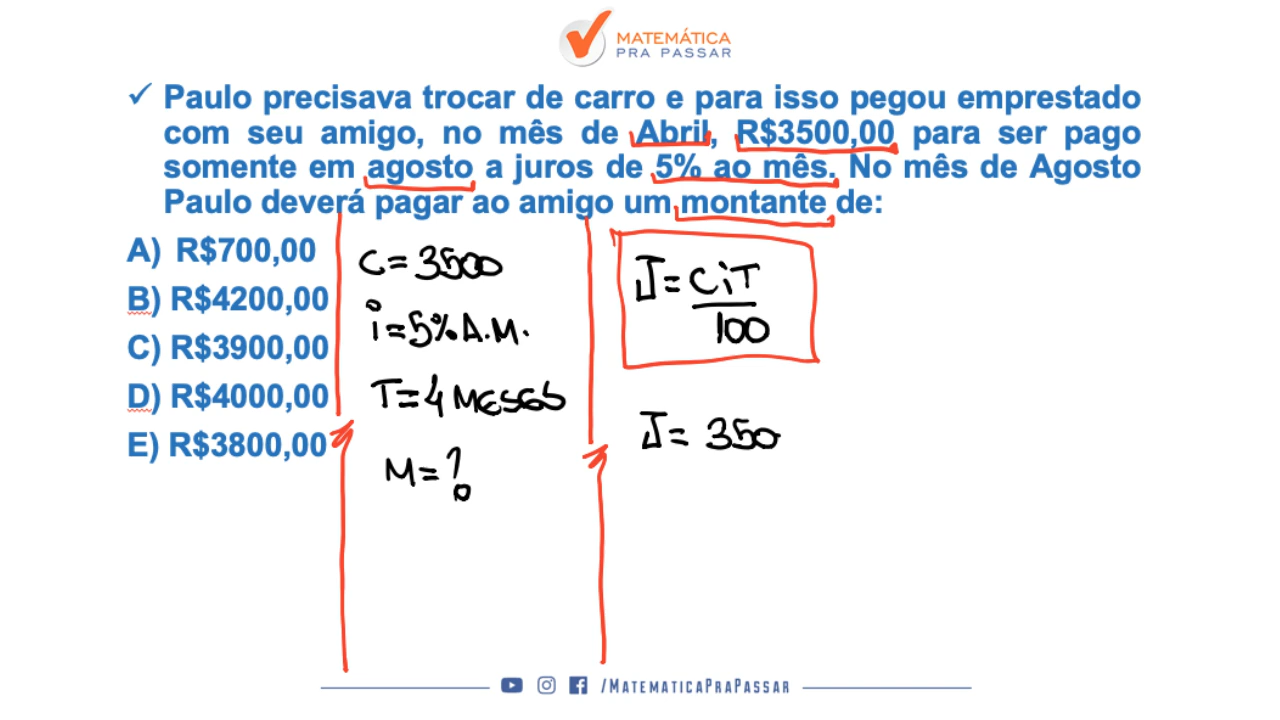 MATEMÁTICA
PRA PASSAR
✓ Paulo precisava trocar de carro e para isso pegou emprestado
com seu amigo, no mês de Abril, R$3500,00 para ser pago
somente em agosto a juros de 5% ao mês. No mês de Agosto
Paulo deverá pagar ao amigo um montante de:
A) R$700,00
B) R$4200,00
C) R$3900,00
D) R$4000,00
E) R$3800,00
C = 3500
i = 5% A.M.
T = 4 MESES
M = ?
J = CiT
100
J = 350
/MATEMATICAPRAPASSAR